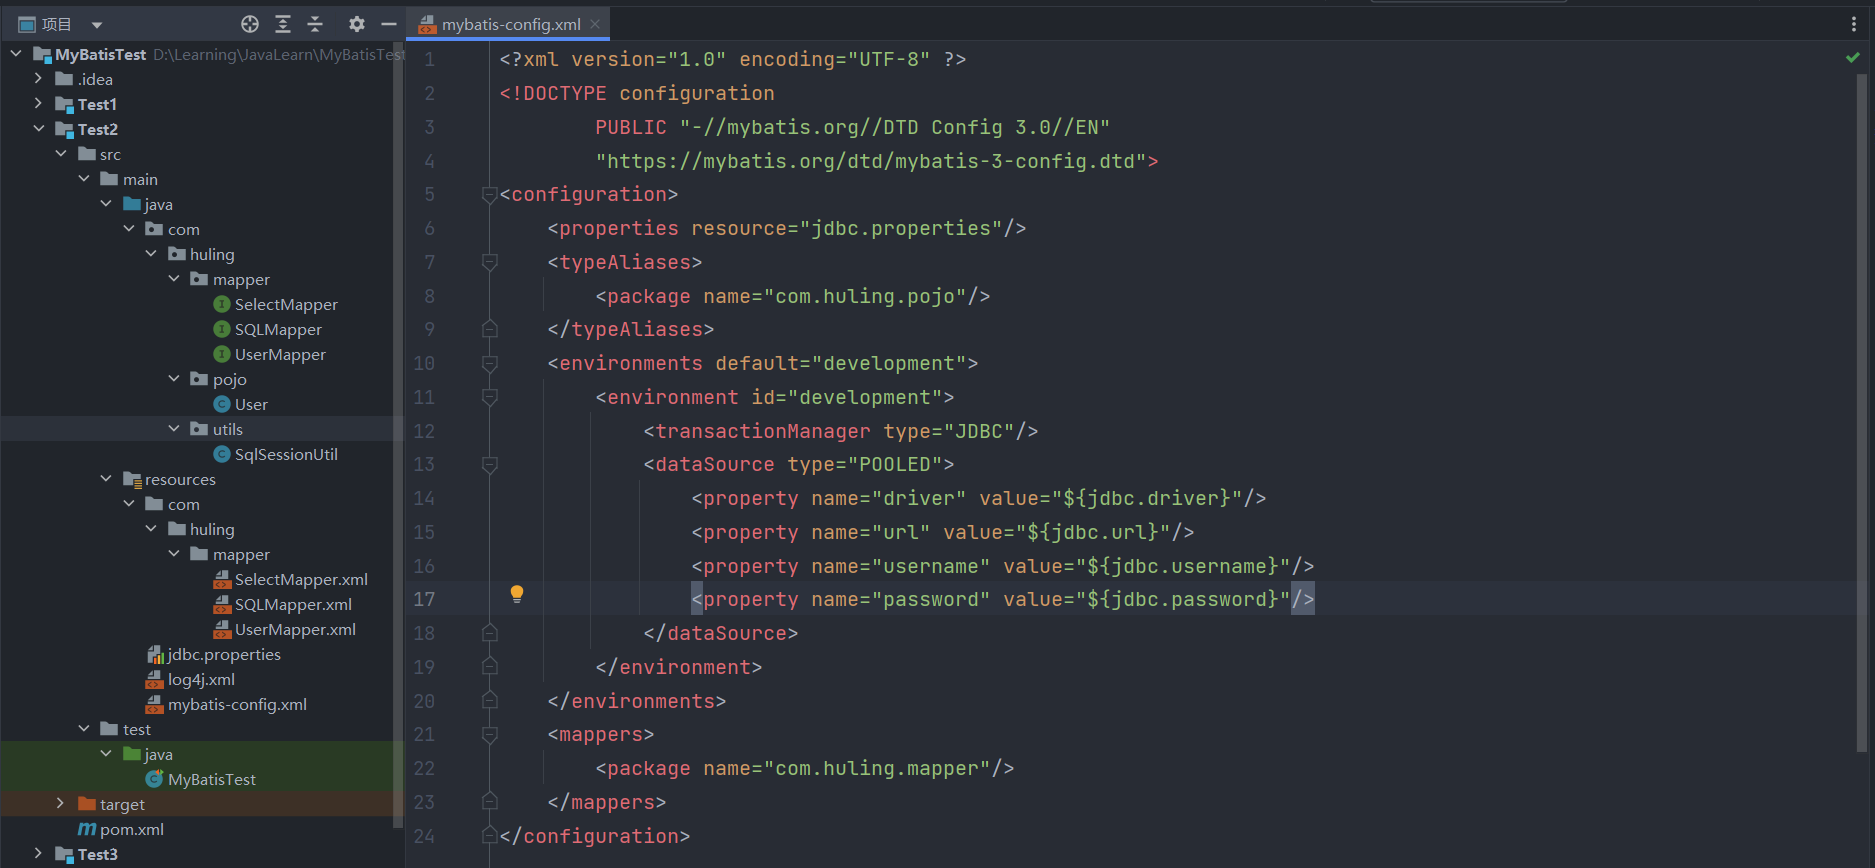 项目
MyBatisTest D:\Learning\JavaLearn\MyBatisTest
.idea
Test1
Test2
src
main
java
com
huling
mapper
SelectMapper
SQLMapper
UserMapper
pojo
User
utils
SqlSessionUtil
resources
com
huling
mapper
SelectMapper.xml
SQLMapper.xml
UserMapper.xml
jdbc.properties
log4j.xml
mybatis-config.xml
test
java
MyBatisTest
target
pom.xml
Test3
mybatis-config.xml
1 <?xml version="1.0" encoding="UTF-8" ?>
2 <!DOCTYPE configuration
3 PUBLIC "-//mybatis.org//DTD Config 3.0//EN"
4 "https://mybatis.org/dtd/mybatis-3-config.dtd">
5 <configuration>
6 <properties resource="jdbc.properties"/>
7 <typeAliases>
8 <package name="com.huling.pojo"/>
9 </typeAliases>
10 <environments default="development">
11 <environment id="development">
12 <transactionManager type="JDBC"/>
13 <dataSource type="POOLED">
14 <property name="driver" value="${jdbc.driver}"/>
15 <property name="url" value="${jdbc.url}"/>
16 <property name="username" value="${jdbc.username}"/>
17 <property name="password" value="${jdbc.password}"/>
18 </dataSource>
19 </environment>
20 </environments>
21 <mappers>
22 <package name="com.huling.mapper"/>
23 </mappers>
24 </configuration>